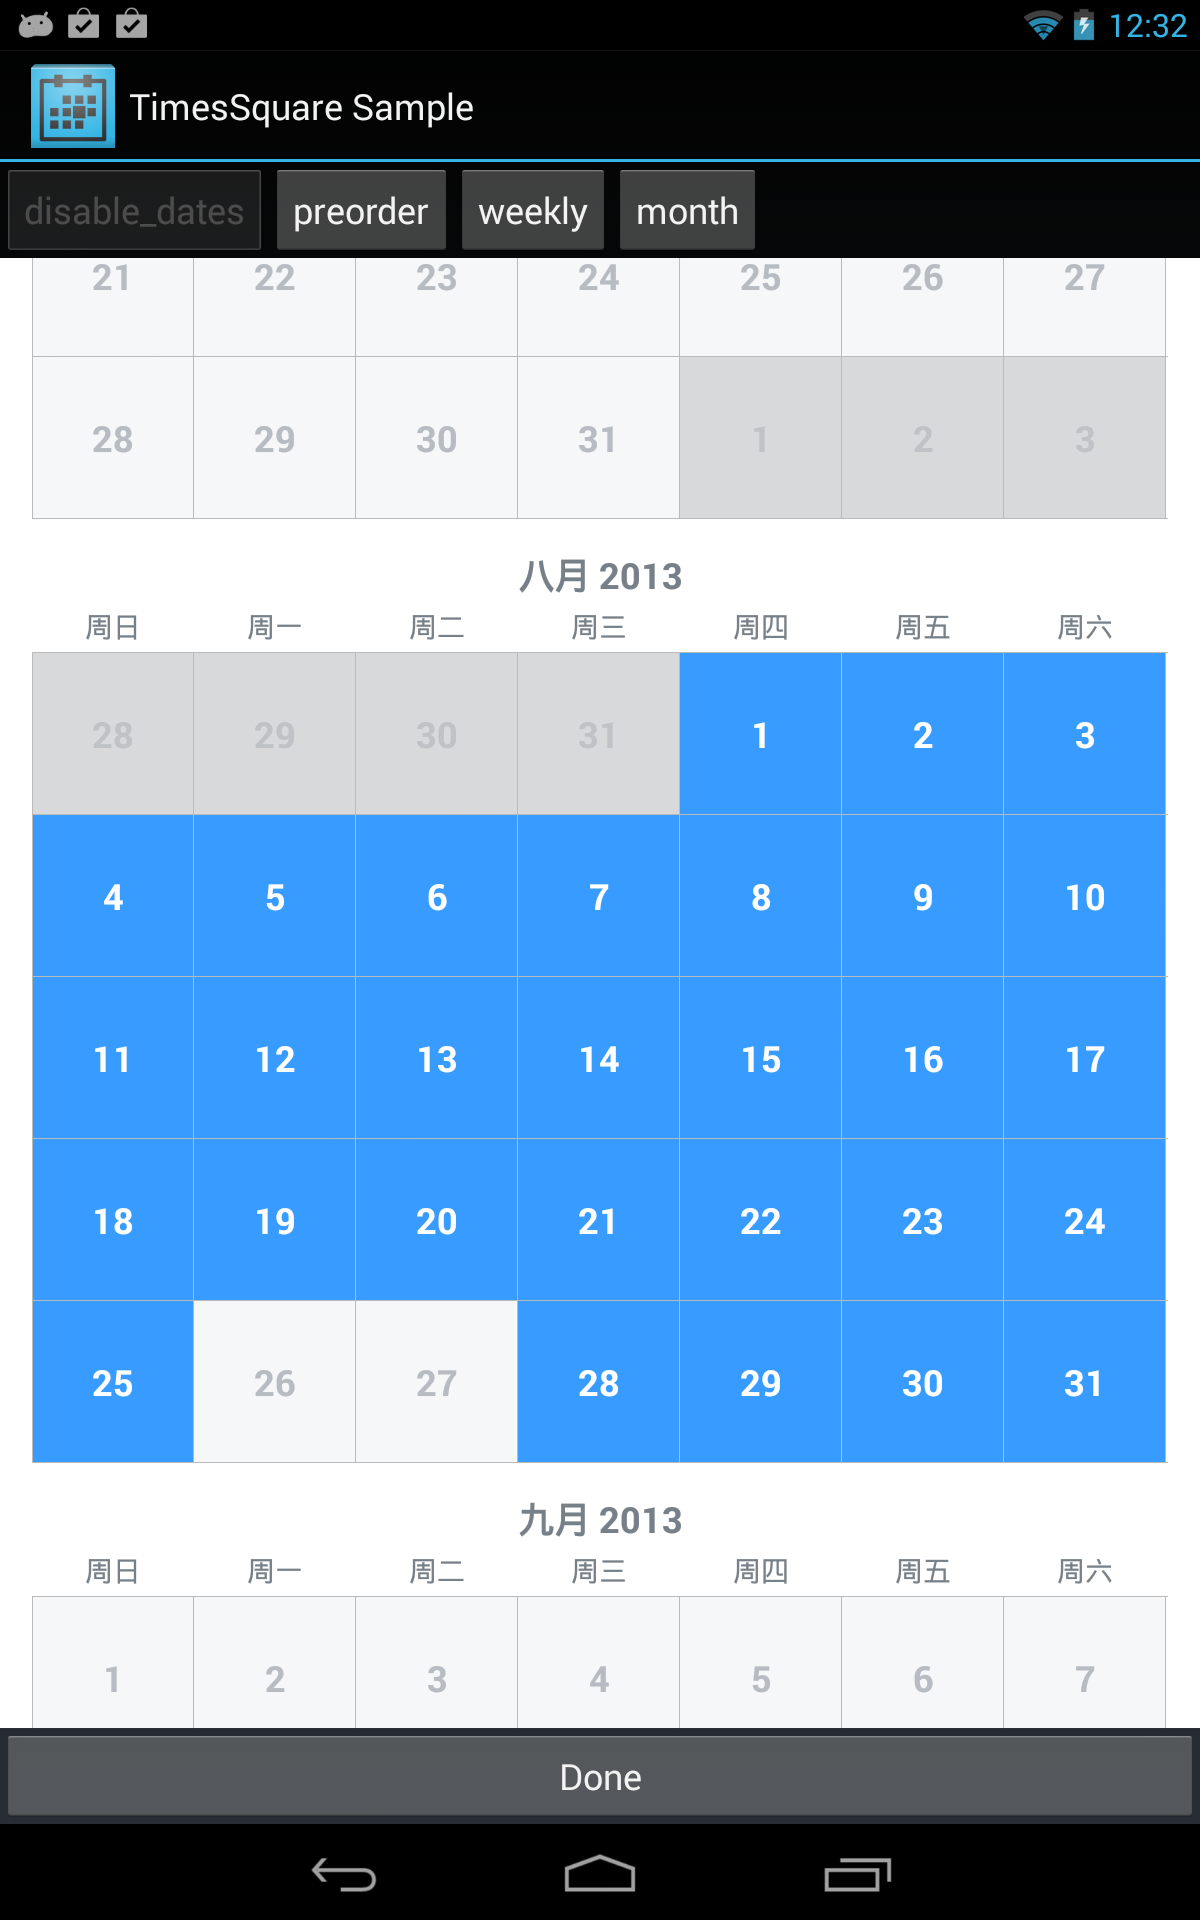 12:32
TimesSquare Sample
disable_dates preorder weekly month
21 22 23 24 25 26 27
28 29 30 31 1 2 3
八月 2013
周日 周一 周二 周三 周四 周五 周六
28 29 30 31 1 2 3
4 5 6 7 8 9 10
11 12 13 14 15 16 17
18 19 20 21 22 23 24
25 26 27 28 29 30 31
九月 2013
周日 周一 周二 周三 周四 周五 周六
1 2 3 4 5 6 7
Done